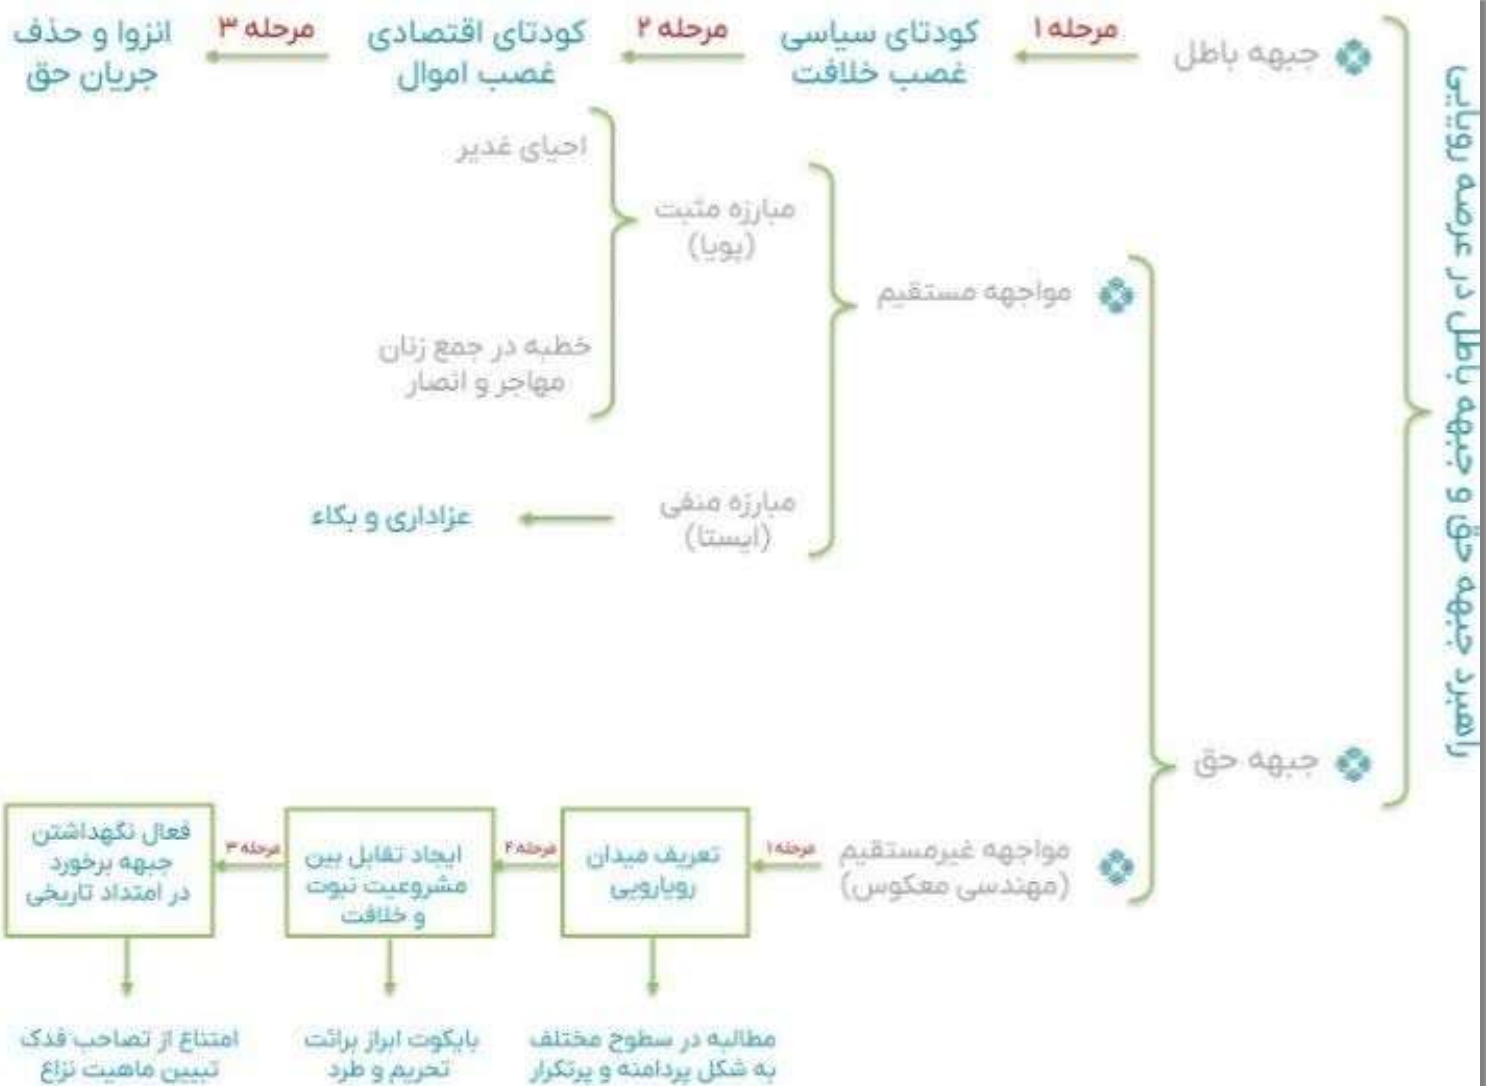 راهبرد جبهه حق و جبهه باطل در عرصه رویایی
جبهه باطل
مرحله ۱
کودتای سیاسی
غصب خلافت
مرحله ۲
کودتای اقتصادی
غصب اموال
مرحله ۳
انزوا و حذف
جریان حق
جبهه حق
مواجهه مستقیم
مبارزه مثبت
(پویا)
احیای غدیر
خطبه در جمع زنان
مهاجر و انصار
مبارزه منفی
(ایستا)
عزاداری و بکاء
مواجهه غیرمستقیم
(مهندسی معکوس)
مرحله ۱
تعریف میدان
رویارویی
مرحله ۲
ایجاد تقابل بین
مشروعیت نبوت
و خلافت
مرحله ۳
فعال نگهداشتن
جبهه برخورد
در امتداد تاریخی
مطالبه در سطوح مختلف
به شکل پردامنه و پرتکرار
بایکوت ابراز برائت
تحریم و طرد
امتناع از تصاحب فدک
تبیین ماهیت نزاع